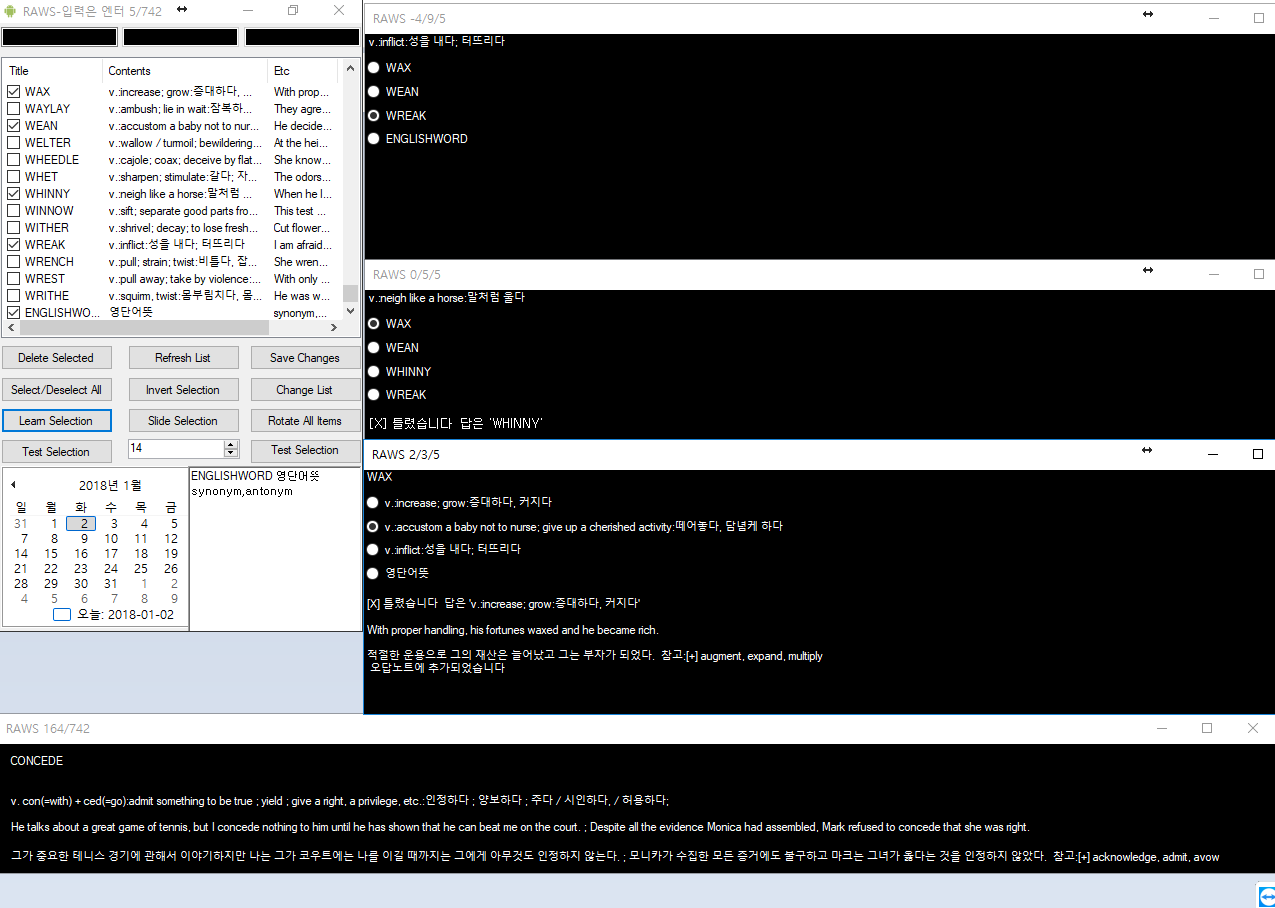 RAWS-입력은 엔터 5/742
Title Contents Etc
WAX v.:increase; grow:증대하다, ... With prop...
WAYLAY v.:ambush; lie in wait:잠복하... They agre...
WEAN v.:accustom a baby not to nur... He decide...
WELTER v.:wallow / turmoil; bewildering... At the hei...
WHEEDLE v.:cajole; coax; deceive by flat... She know...
WHET v.:sharpen; stimulate:갈다; 자... The odors...
WHINNY v.:neigh like a horse:말처럼 ... When he l...
WINNOW v.:sift; separate good parts fro... This test ...
WITHER v.:shrivel; decay; to lose fresh... Cut flower...
WREAK v.:inflict:성을 내다; 터뜨리다 I am afraid...
WRENCH v.:pull; strain; twist:비틀다, 잡... She wren...
WREST v.:pull away; take by violence:... With only ...
WRITHE v.:squirm, twist:몸부림치다, 몸... He was w...
ENGLISHWO... 영단어뜻 synonym,...
Delete Selected Refresh List Save Changes
Select/Deselect All Invert Selection Change List
Learn Selection Slide Selection Rotate All Items
Test Selection 14 Test Selection
2018년 1월
일 월 화 수 목 금
31 1 2 3 4 5
7 8 9 10 11 12
14 15 16 17 18 19
21 22 23 24 25 26
28 29 30 31 1 2
4 5 6 7 8 9
오늘: 2018-01-02
ENGLISHWORD 영단어뜻
synonym,antonym
RAWS -4/9/5
v.:inflict:성을 내다; 터뜨리다
WAX
WEAN
WREAK
ENGLISHWORD
RAWS 0/5/5
v.:neigh like a horse:말처럼 울다
WAX
WEAN
WHINNY
WREAK
[X] 틀렸습니다 답은 'WHINNY'
RAWS 2/3/5
WAX
v.:increase; grow:증대하다, 커지다
v.:accustom a baby not to nurse; give up a cherished activity:떼어놓다, 담념케 하다
v.:inflict:성을 내다; 터뜨리다
영단어뜻
[X] 틀렸습니다 답은 'v.:increase; grow:증대하다, 커지다'
With proper handling, his fortunes waxed and he became rich.
적절한 운용으로 그의 재산은 늘어났고 그는 부자가 되었다. 참고:[+] augment, expand, multiply
오답노트에 추가되었습니다
RAWS 164/742
CONCEDE
v. con(=with) + ced(=go):admit something to be true ; yield ; give a right, a privilege, etc.:인정하다 ; 양보하다 ; 주다 / 시인하다, / 허용하다;
He talks about a great game of tennis, but I concede nothing to him until he has shown that he can beat me on the court. ; Despite all the evidence Monica had assembled, Mark refused to concede that she was right.
그가 중요한 테니스 경기에 관해서 이야기하지만 나는 그가 코우트에는 나를 이길 때까지는 그에게 아무것도 인정하지 않는다. ; 모니카가 수집한 모든 증거에도 불구하고 마크는 그녀가 옳다는 것을 인정하지 않았다. 참고:[+] acknowledge, admit, avow